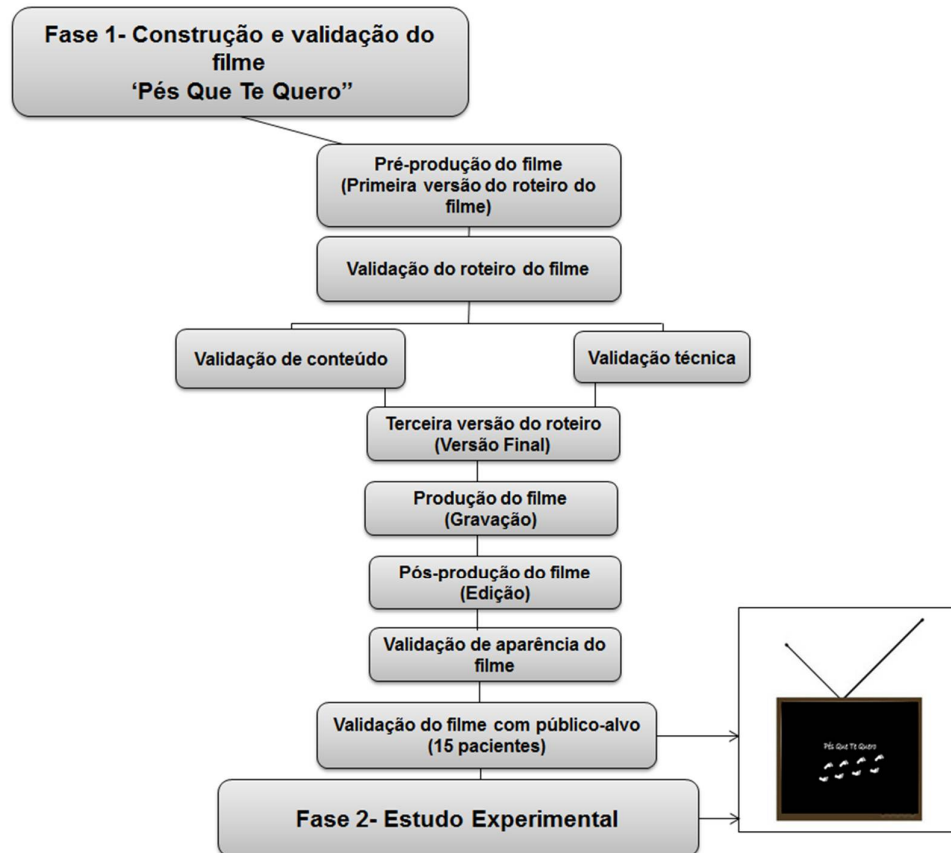 Fase 1- Construção e validação do
filme
‘Pés Que Te Quero”
Pré-produção do filme
(Primeira versão do roteiro do
filme)
Validação do roteiro do filme
Validação de conteúdo
Validação técnica
Terceira versão do roteiro
(Versão Final)
Produção do filme
(Gravação)
Pós-produção do filme
(Edição)
Validação de aparência do
filme
Validação do filme com público-alvo
(15 pacientes)
Pés Que Te Quero
Fase 2- Estudo Experimental